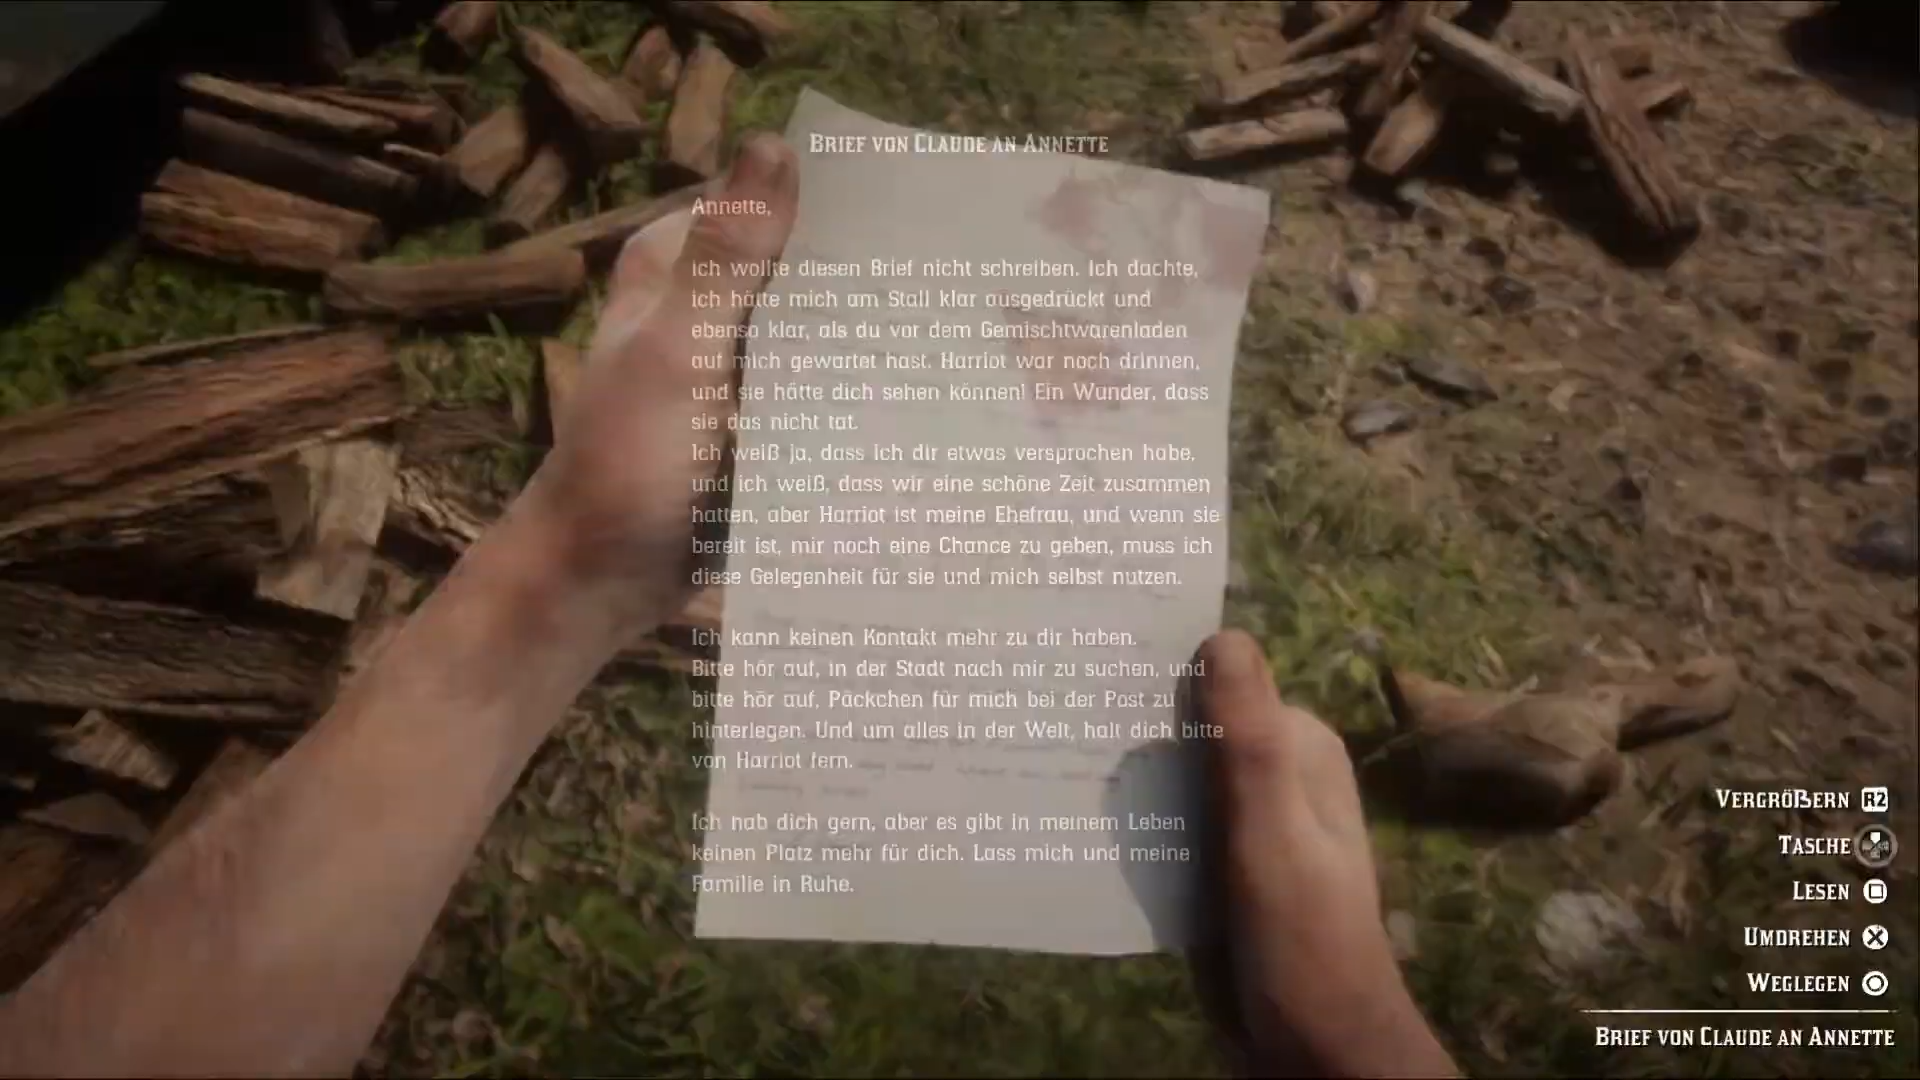 BRIEF VON CLAUDE AN ANNETTE
Annette,
ich wollte diesen Brief nicht schreiben. Ich dachte,
ich hätte mich am Stall klar ausgedrückt und
ebenso klar, als du vor dem Gemischtwarenladen
auf mich gewartet hast. Harriot war noch drinnen,
und sie hätte dich sehen können! Ein Wunder, dass
sie das nicht tat.
Ich weiß ja, dass ich dir etwas versprochen habe,
und ich weiß, dass wir eine schöne Zeit zusammen
hatten, aber Harriot ist meine Ehefrau, und wenn sie
bereit ist, mir noch eine Chance zu geben, muss ich
diese Gelegenheit für sie und mich selbst nutzen.
Ich kann keinen Kontakt mehr zu dir haben.
Bitte hör auf, in der Stadt nach mir zu suchen, und
bitte hör auf, Päckchen für mich bei der Post zu
hinterlegen. Und um alles in der Welt, halt dich bitte
von Harriot fern.
Ich hab dich gern, aber es gibt in meinem Leben
keinen Platz mehr für dich. Lass mich und meine
Familie in Ruhe.
VERGRÖẞERN R2
TASCHE
LESEN
UMDREHEN
WEGLEGEN
BRIEF VON CLAUDE AN ANNETTE